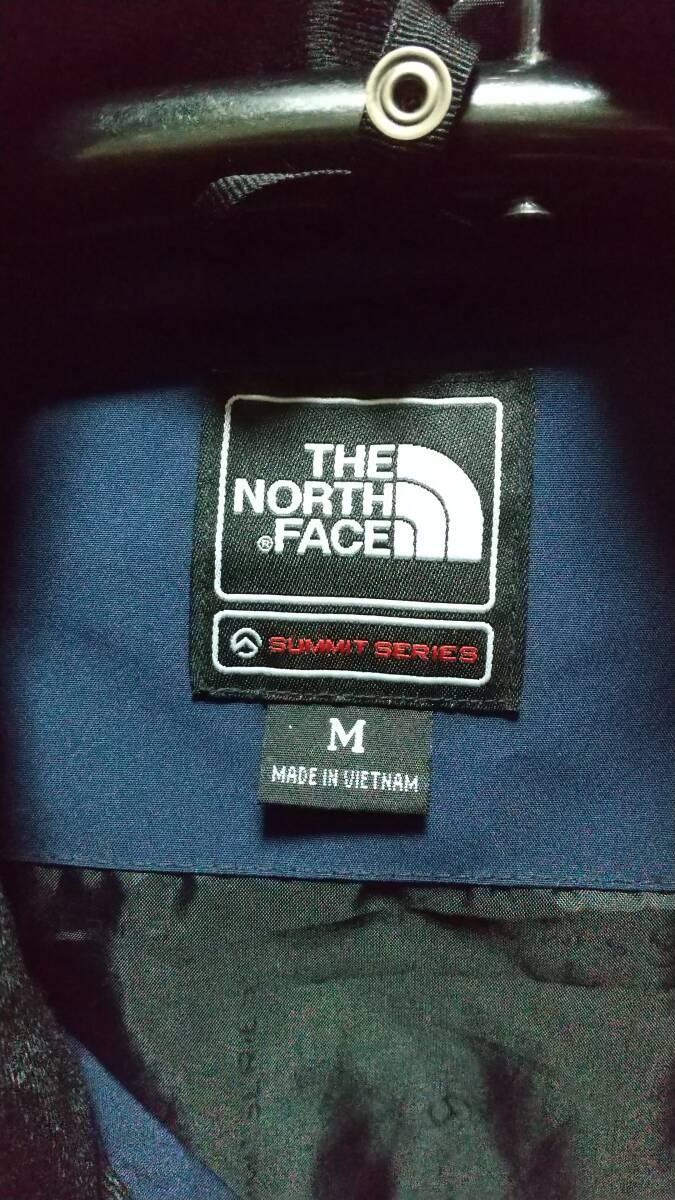 THE
NORTH
®FACE
SUMMIT SERIES
M
MADE IN VIETNAM